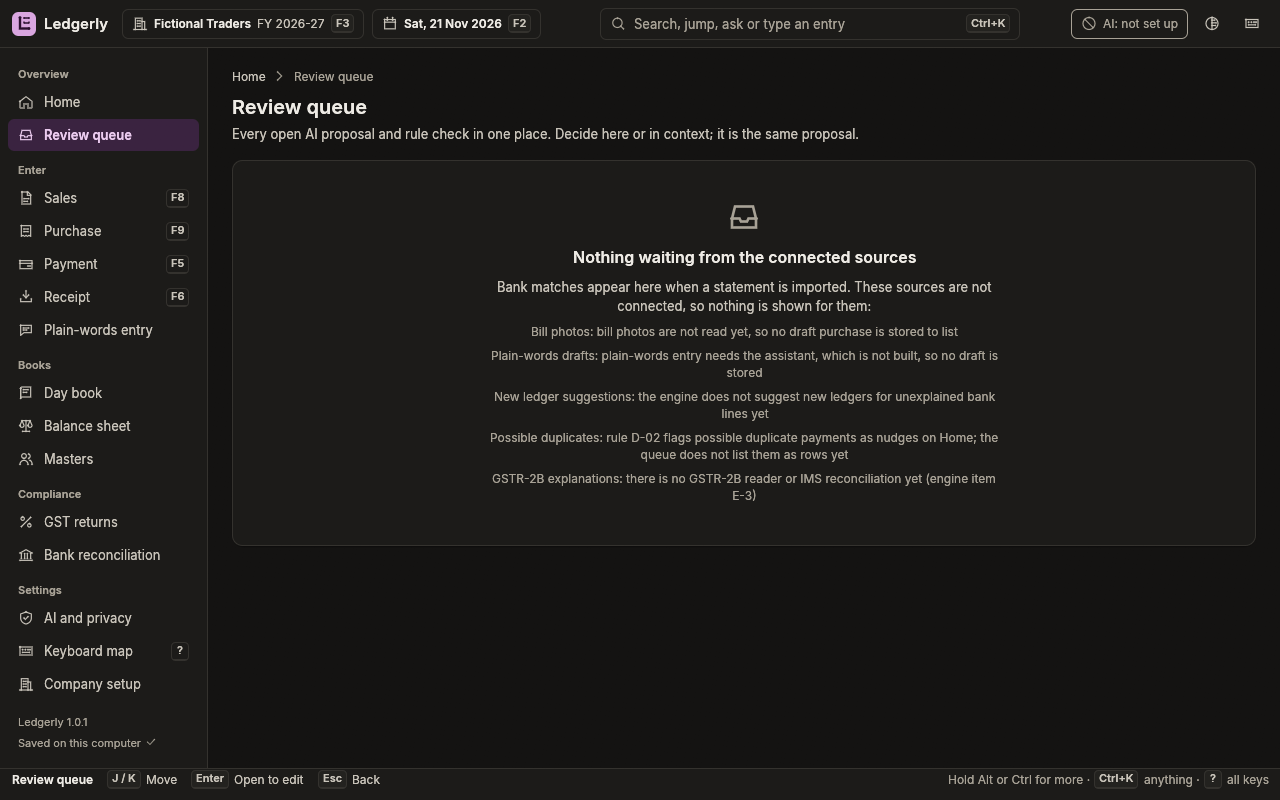 Ledgerly
Fictional Traders FY 2026-27 F3
Sat, 21 Nov 2026 F2
Search, jump, ask or type an entry Ctrl+K
AI: not set up
Overview
Home
Review queue
Enter
Sales F8
Purchase F9
Payment F5
Receipt F6
Plain-words entry
Books
Day book
Balance sheet
Masters
Compliance
GST returns
Bank reconciliation
Settings
AI and privacy
Keyboard map ?
Company setup
Ledgerly 1.0.1
Saved on this computer
Home > Review queue
Review queue
Every open AI proposal and rule check in one place. Decide here or in context; it is the same proposal.
Nothing waiting from the connected sources
Bank matches appear here when a statement is imported. These sources are not
connected, so nothing is shown for them:
Bill photos: bill photos are not read yet, so no draft purchase is stored to list
Plain-words drafts: plain-words entry needs the assistant, which is not built, so no draft is
stored
New ledger suggestions: the engine does not suggest new ledgers for unexplained bank
lines yet
Possible duplicates: rule D-02 flags possible duplicate payments as nudges on Home; the
queue does not list them as rows yet
GSTR-2B explanations: there is no GSTR-2B reader or IMS reconciliation yet (engine item
E-3)
Review queue J / K Move Enter Open to edit Esc Back
Hold Alt or Ctrl for more · Ctrl+K anything · ? all keys